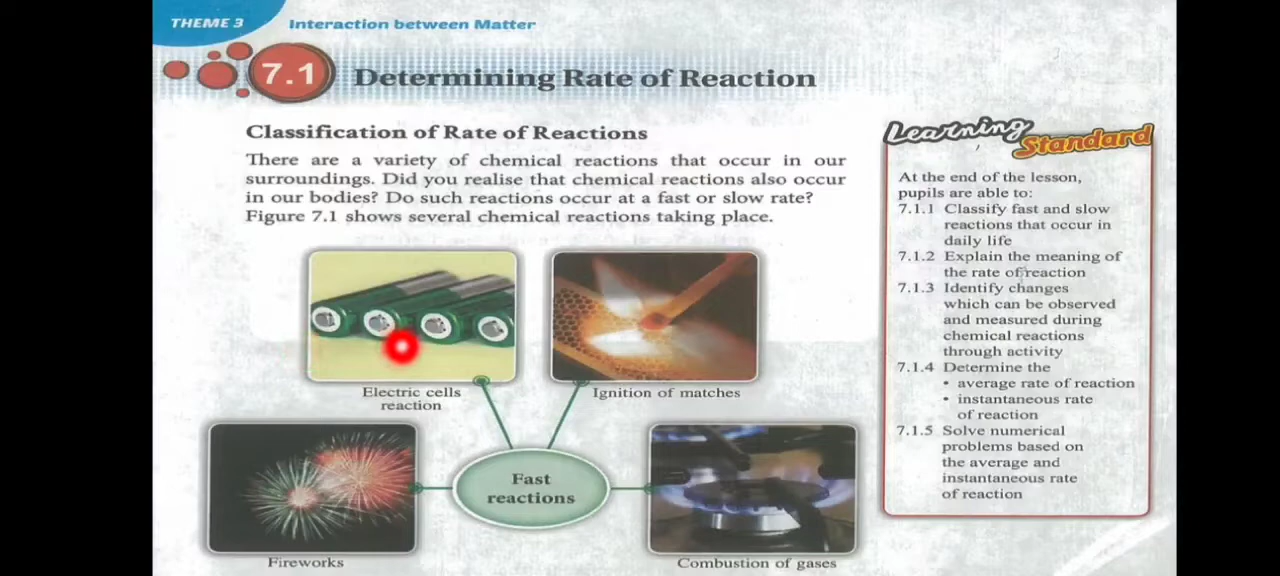 THEME 3
Interaction between Matter
7.1 Determining Rate of Reaction
Classification of Rate of Reactions
There are a variety of chemical reactions that occur in our
surroundings. Did you realise that chemical reactions also occur
in our bodies? Do such reactions occur at a fast or slow rate?
Figure 7.1 shows several chemical reactions taking place.
Electric cells
reaction
Ignition of matches
Fireworks
Fast
reactions
Combustion of gases
Learning
Standard
At the end of the lesson,
pupils are able to:
7.1.1 Classify fast and slow
reactions that occur in
daily life
7.1.2 Explain the meaning of
the rate of reaction
7.1.3 Identify changes
which can be observed
and measured during
chemical reactions
through activity
7.1.4 Determine the
• average rate of reaction
• instantaneous rate
of reaction
7.1.5 Solve numerical
problems based on
the average and
instantaneous rate
of reaction